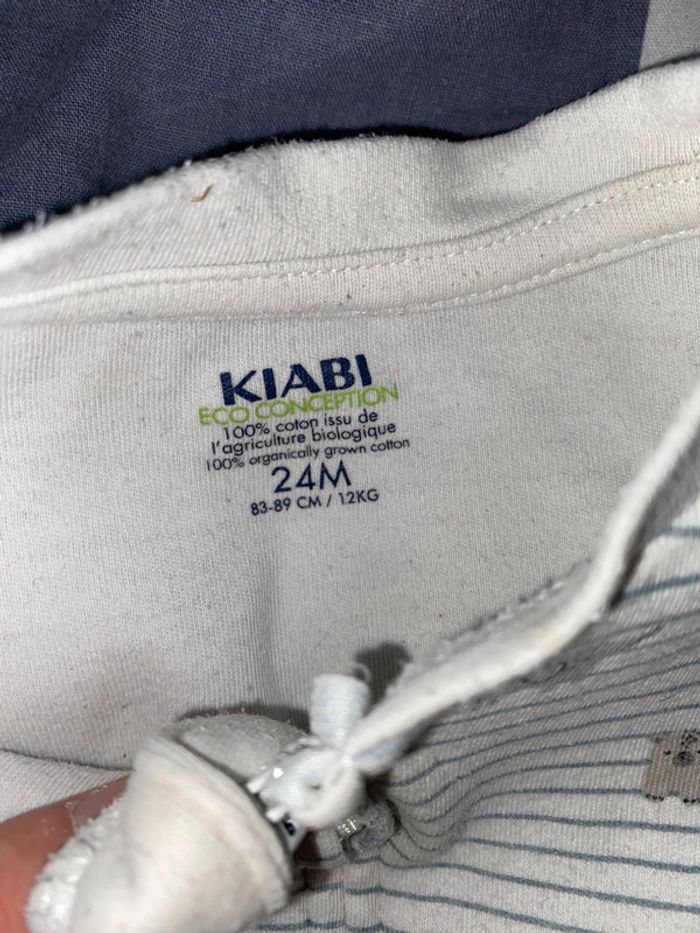 KIABI
ECO CONCEPTION
100% coton issu de
l'agriculture biologique
100% organically grown cotton
24M
83-89 CM / 12KG